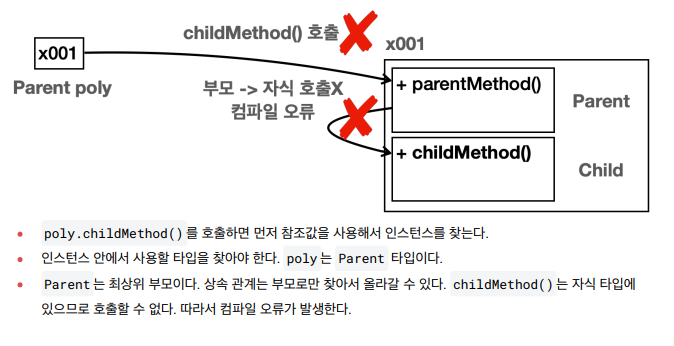 childMethod() 호출
x001
x001
Parent poly
부모 -> 자식 호출X
컴파일 오류
+ parentMethod()
Parent
+ childMethod()
Child
poly.childMethod() 를 호출하면 먼저 참조값을 사용해서 인스턴스를 찾는다.
인스턴스 안에서 사용할 타입을 찾아야 한다. poly 는 Parent 타입이다.
Parent 는 최상위 부모이다. 상속 관계는 부모로만 찾아서 올라갈 수 있다. childMethod() 는 자식 타입에
있으므로 호출할 수 없다. 따라서 컴파일 오류가 발생한다.